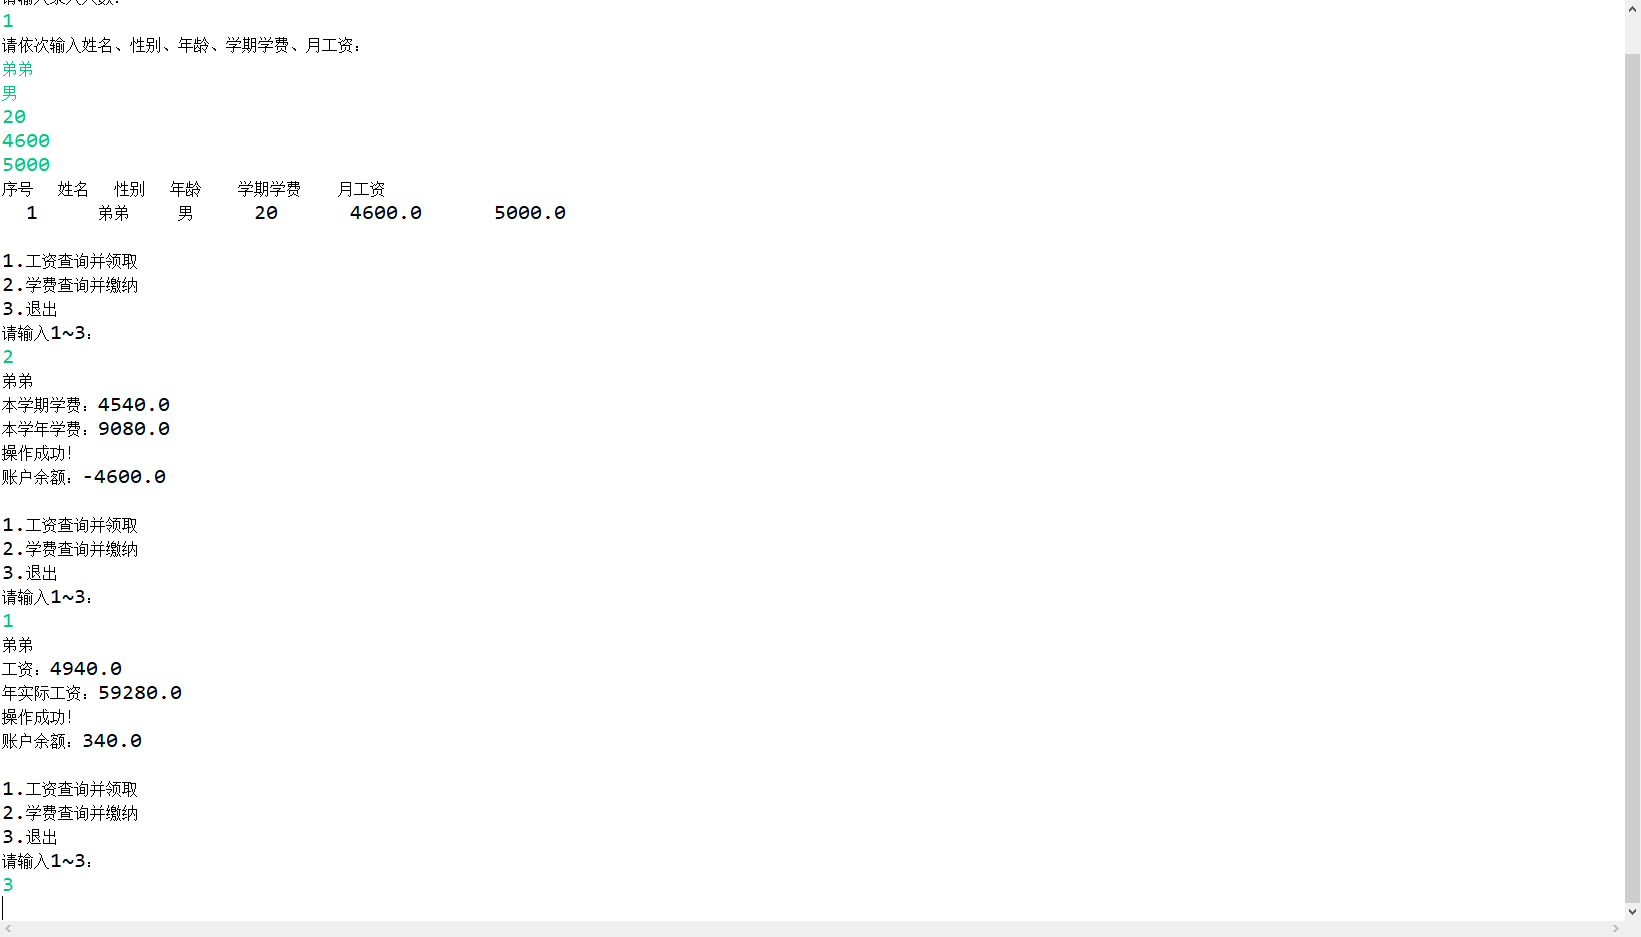 1
请依次输入姓名、性别、年龄、学期学费、月工资:
弟弟
男
20
4600
5000
序号 姓名 性别 年龄 学期学费 月工资
1 弟弟 男 20 4600.0 5000.0
1.工资查询并领取
2.学费查询并缴纳
3.退出
请输入1~3:
2
弟弟
本学期学费: 4540.0
本学年学费: 9080.0
操作成功!
账户余额: -4600.0
1.工资查询并领取
2.学费查询并缴纳
3.退出
请输入1~3:
1
弟弟
工资: 4940.0
年实际工资: 59280.0
操作成功!
账户余额: 340.0
1.工资查询并领取
2.学费查询并缴纳
3.退出
请输入1~3:
3